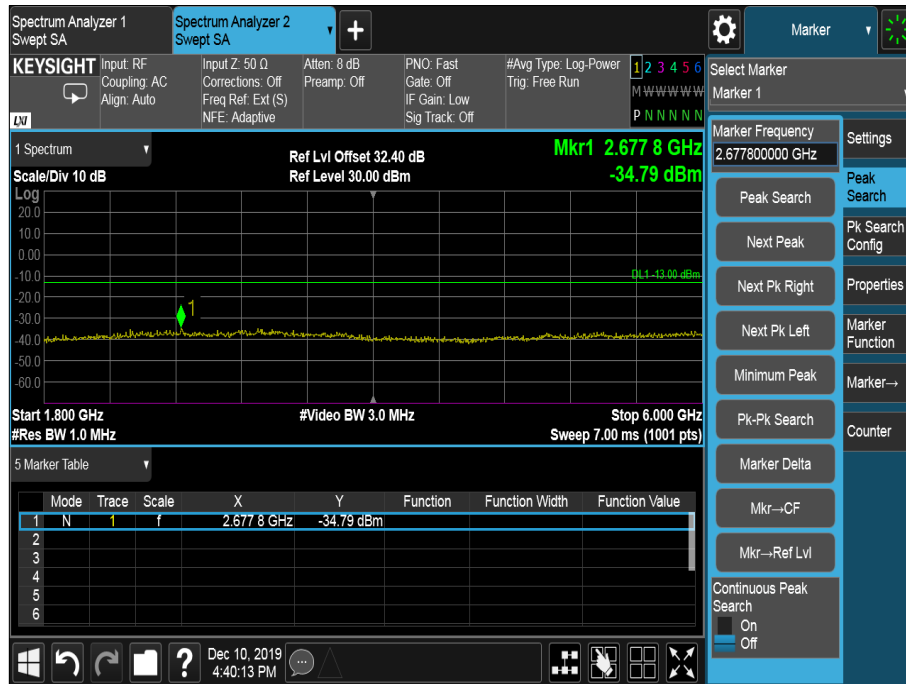 Spectrum Analyzer 1
Swept SA
Spectrum Analyzer 2
Swept SA
+
Marker
KEYSIGHT
LXI
Input: RF
Coupling: AC
Align: Auto
Input Z: 50 Ω
Corrections: Off
Freq Ref: Ext (S)
NFE: Adaptive
Atten: 8 dB
Preamp: Off
PNO: Fast
Gate: Off
IF Gain: Low
Sig Track: Off
#Avg Type: Log-Power
Trig: Free Run
1 2 3 4 5 6
M W W W W W
P N N N N N
Select Marker
Marker 1
1 Spectrum
Scale/Div 10 dB
Ref Lvl Offset 32.40 dB
Ref Level 30.00 dBm
Mkr1 2.677 8 GHz
-34.79 dBm
Log
20.0
10.0
0.00
-10.0
-20.0
-30.0
-40.0
-50.0
-60.0
DL1 -13.00 dBm
1
Start 1.800 GHz
#Res BW 1.0 MHz
#Video BW 3.0 MHz
Stop 6.000 GHz
Sweep 7.00 ms (1001 pts)
5 Marker Table
Mode Trace Scale X Y Function Function Width Function Value
1 N 1 f 2.677 8 GHz -34.79 dBm
2
3
4
5
6
Marker Frequency
2.677800000 GHz
Peak Search
Next Peak
Next Pk Right
Next Pk Left
Minimum Peak
Pk-Pk Search
Marker Delta
Mkr→CF
Mkr→Ref Lvl
Continuous Peak
Search
On
Off
Settings
Peak
Search
Pk Search
Config
Properties
Marker
Function
Marker→
Counter
?
Dec 10, 2019
4:40:13 PM